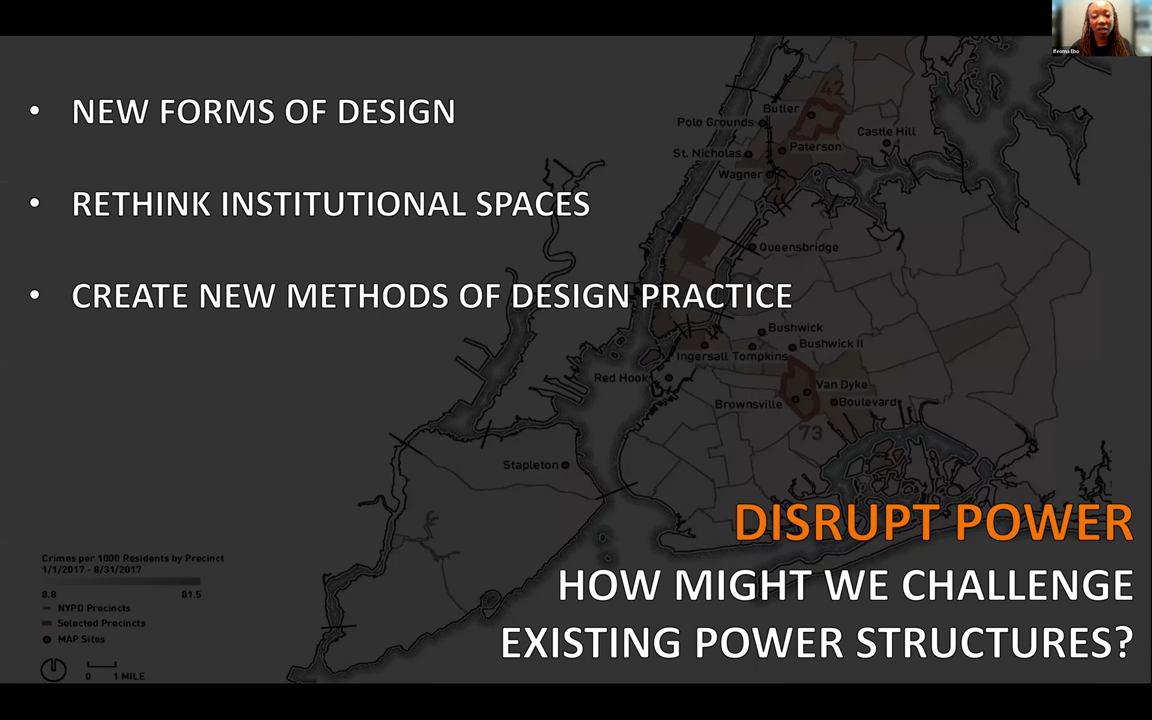 Ifeoma Ebo
• NEW FORMS OF DESIGN
• RETHINK INSTITUTIONAL SPACES
• CREATE NEW METHODS OF DESIGN PRACTICE
42
Butler
Polo Grounds
Castle Hill
St. Nicholas
Paterson
Wagner
Queensbridge
Bushwick
Bushwick II
Ingersall Tompkins
Red Hook
Van Dyke
Brownsville
Boulevard
73
Stapleton
DISRUPT POWER
HOW MIGHT WE CHALLENGE
EXISTING POWER STRUCTURES?
Crimes per 1000 Residents by Precinct
1/1/2017 - 8/31/2017
8.8 81.5
NYPD Precincts
Selected Precincts
MAP Sites
0 1 MILE